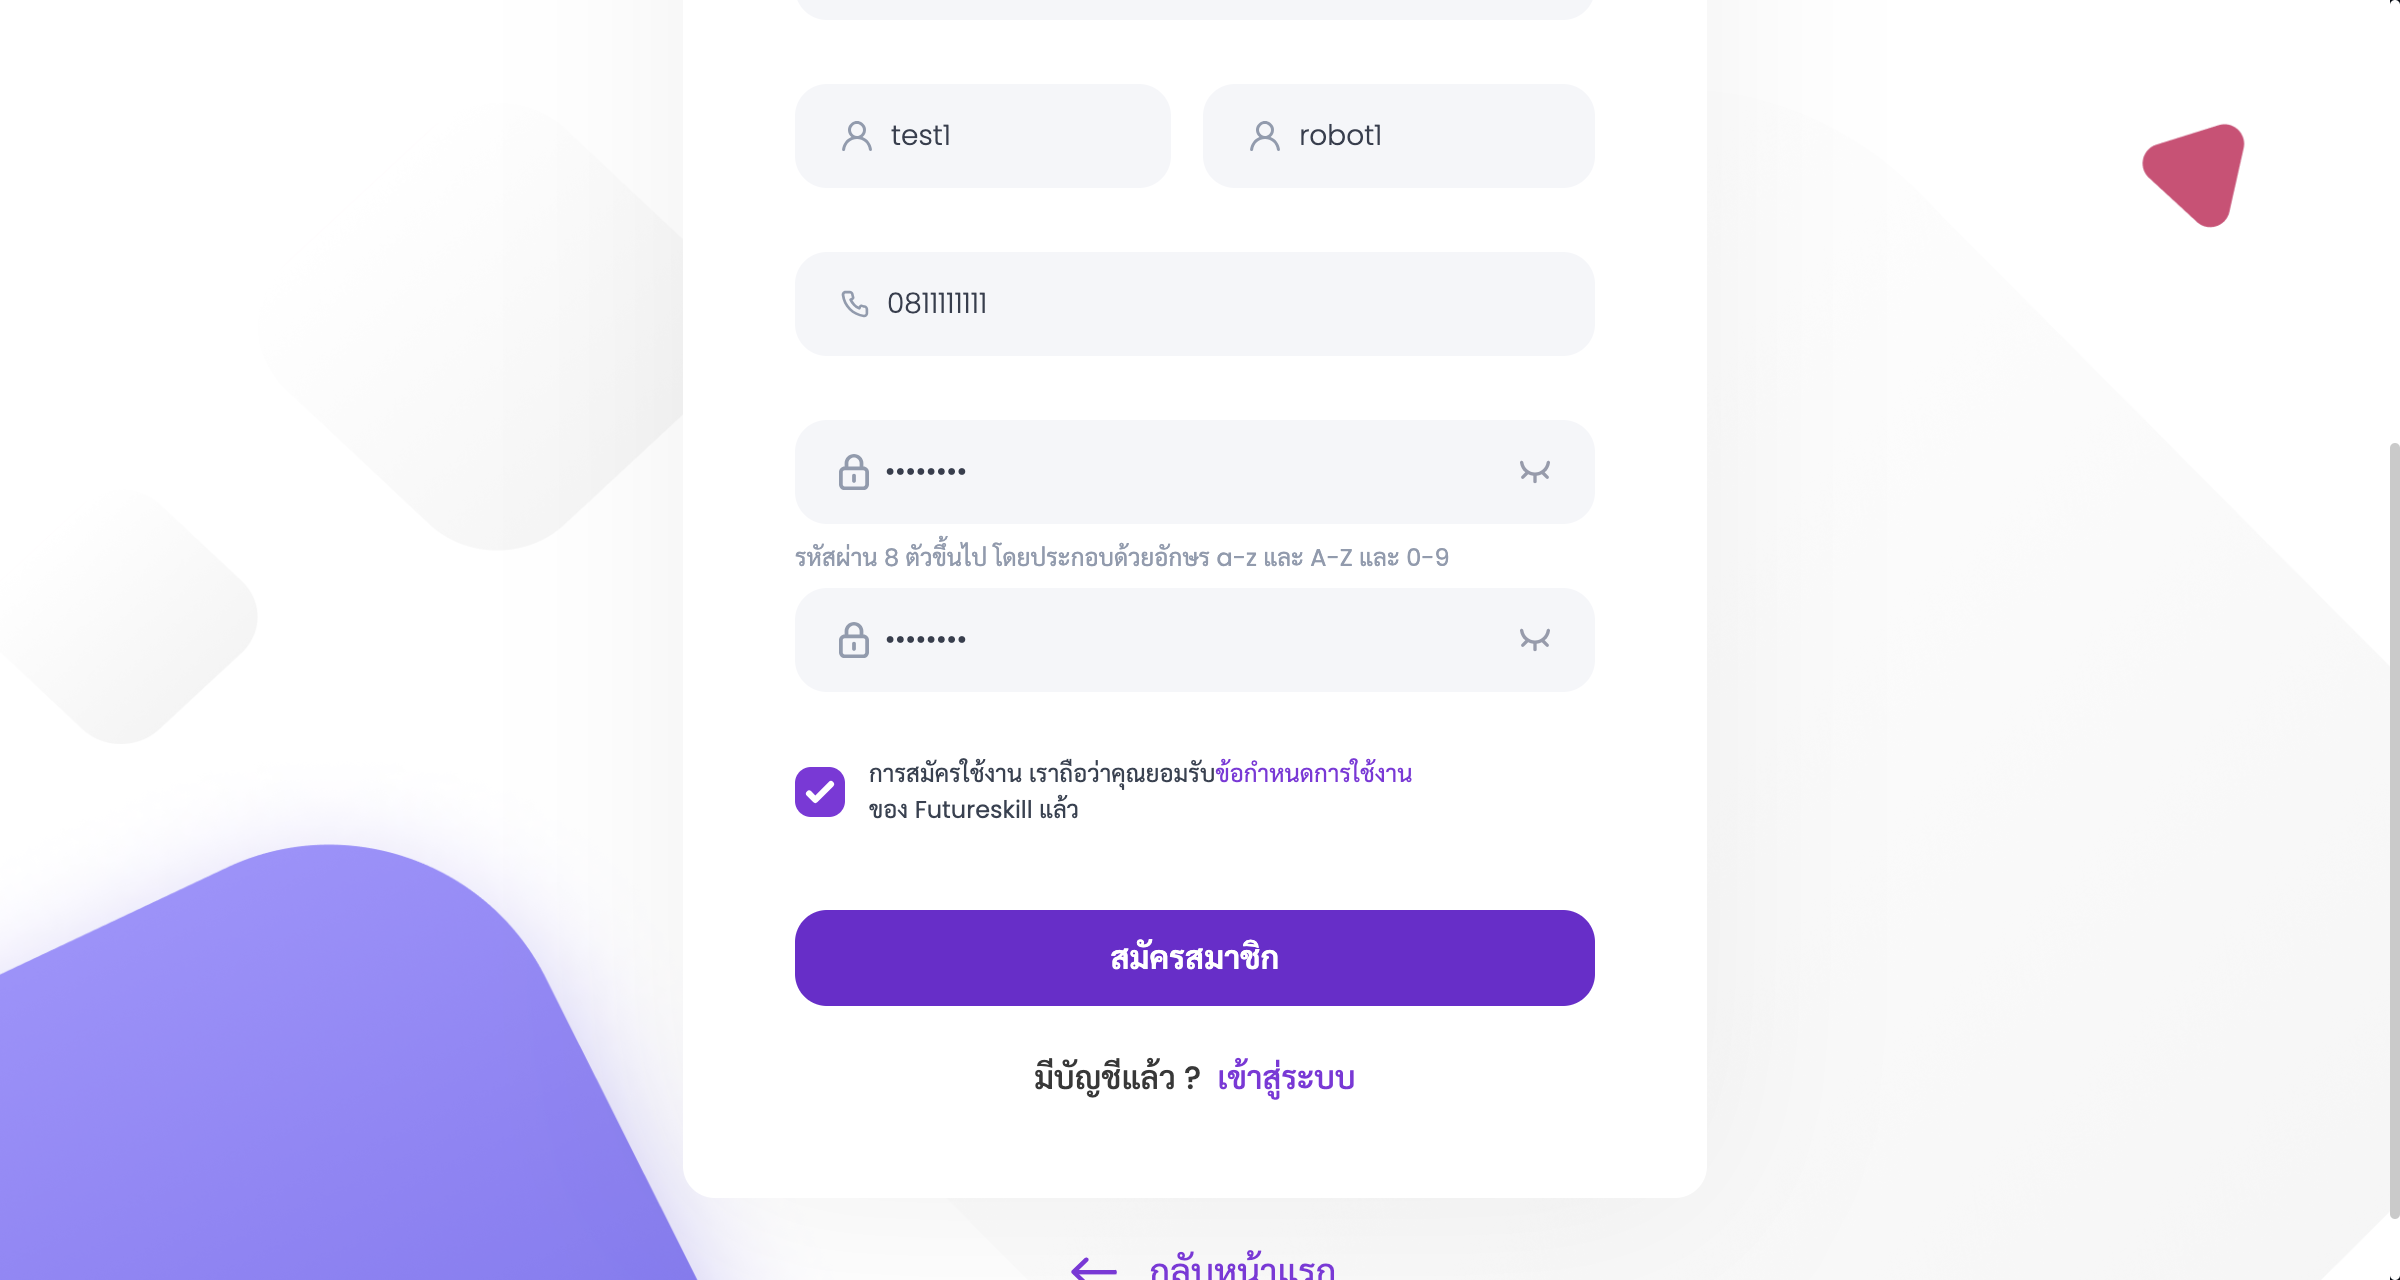 test1
robot1
0811111111
••••••••
รหัสผ่าน 8 ตัวขึ้นไป โดยประกอบด้วยอักษร a-z และ A-Z และ 0-9
••••••••
การสมัครใช้งาน เราถือว่าคุณยอมรับข้อกำหนดการใช้งาน
ของ Futureskill แล้ว
สมัครสมาชิก
มีบัญชีแล้ว ? เข้าสู่ระบบ
กลับหน้าแรก